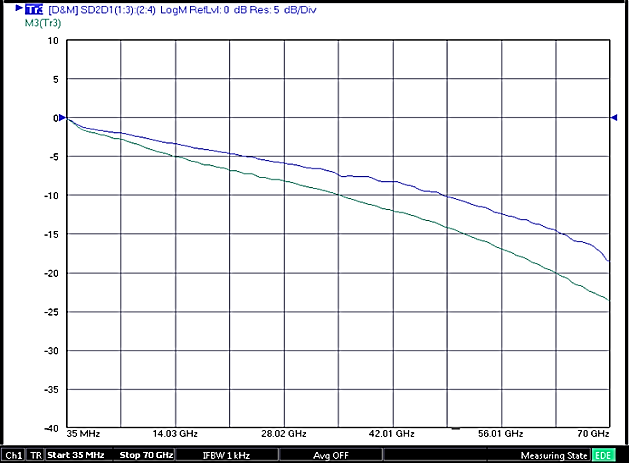 Tr3 [D&M] SD2D1(1:3):(2:4) LogM RefLvl: 0 dB Res: 5 dB/Div
M3(Tr3)
10
5
0
-5
-10
-15
-20
-25
-30
-35
-40
35 MHz 14.03 GHz 28.02 GHz 42.01 GHz 56.01 GHz 70 GHz
Ch1 TR Start 35 MHz Stop 70 GHz IFBW 1 kHz Avg OFF Measuring State EDE